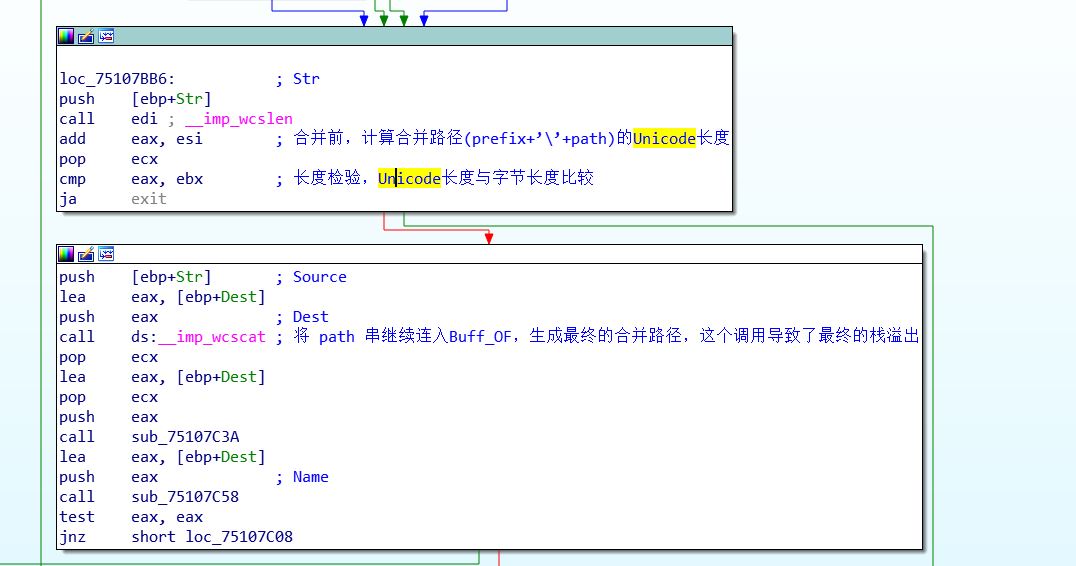 loc_75107BB6: ; Str
push [ebp+Str]
call edi ; __imp_wcslen
add eax, esi ; 合并前，计算合并路径(prefix+’\’+path)的Unicode长度
pop ecx
cmp eax, ebx ; 长度检验，Unicode长度与字节长度比较
ja exit
push [ebp+Str] ; Source
lea eax, [ebp+Dest]
push eax ; Dest
call ds:__imp_wcscat ; 将 path 串继续连入Buff_OF，生成最终的合并路径，这个调用导致了最终的栈溢出
pop ecx
lea eax, [ebp+Dest]
pop ecx
push eax
call sub_75107C3A
lea eax, [ebp+Dest]
push eax ; Name
call sub_75107C58
test eax, eax
jnz short loc_75107C08